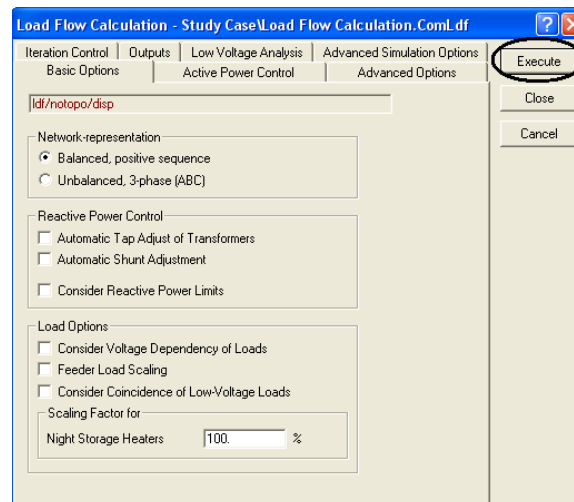 Load Flow Calculation - Study Case\Load Flow Calculation.ComLdf
Iteration Control Outputs Low Voltage Analysis Advanced Simulation Options
Basic Options Active Power Control Advanced Options
Execute
Close
Cancel
ldf/notopo/disp
Network-representation
Balanced, positive sequence
Unbalanced, 3-phase (ABC)
Reactive Power Control
Automatic Tap Adjust of Transformers
Automatic Shunt Adjustment
Consider Reactive Power Limits
Load Options
Consider Voltage Dependency of Loads
Feeder Load Scaling
Consider Coincidence of Low-Voltage Loads
Scaling Factor for
Night Storage Heaters 100. %